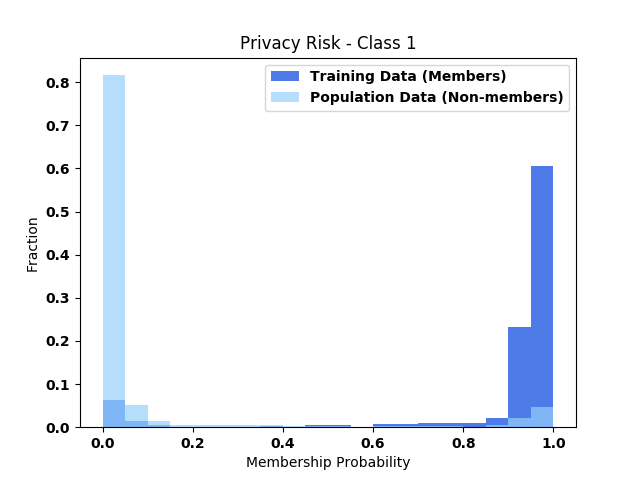 Privacy Risk - Class 1
Training Data (Members)
Population Data (Non-members)
Fraction
0.8
0.7
0.6
0.5
0.4
0.3
0.2
0.1
0.0
0.0 0.2 0.4 0.6 0.8 1.0
Membership Probability